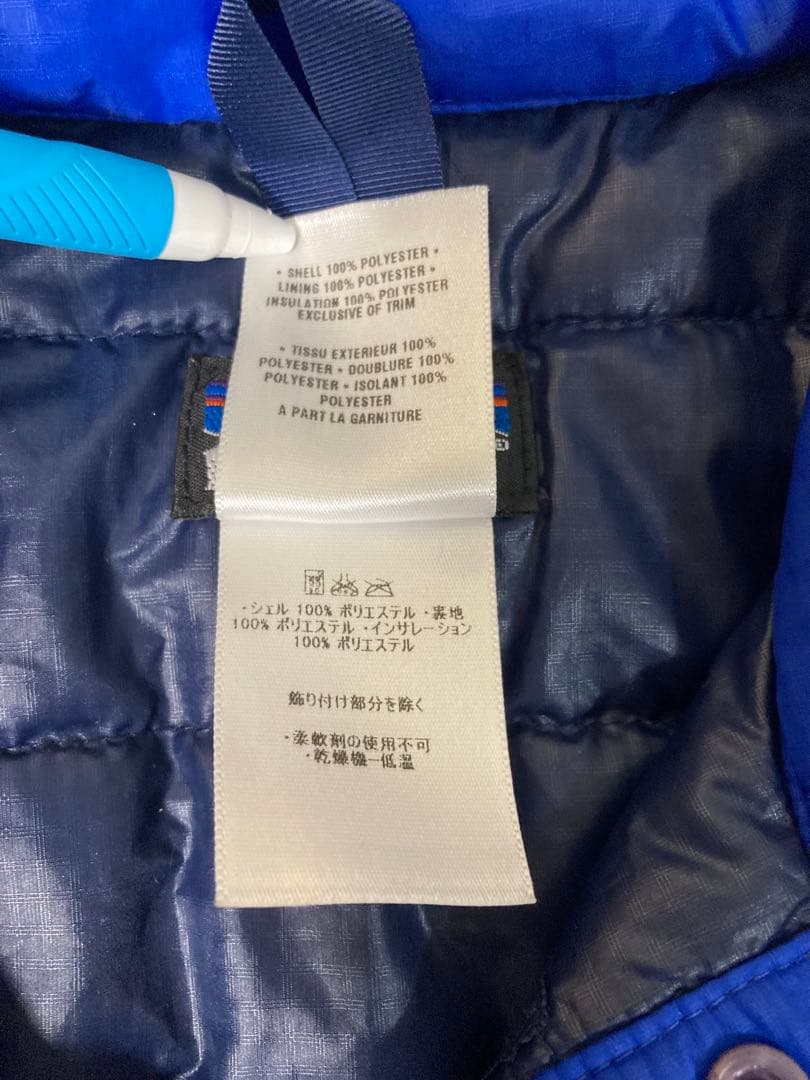 • SHELL 100% POLYESTER •
LINING 100% POLYESTER •
INSULATION 100% POLYESTER
EXCLUSIVE OF TRIM
• TISSU EXTERIEUR 100%
POLYESTER • DOUBLURE 100%
POLYESTER • ISOLANT 100%
POLYESTER
A PART LA GARNITURE
・シェル 100% ポリエステル ・裏地
100% ポリエステル ・インサレーション
100% ポリエステル
飾り付け部分を除く
・柔軟剤の使用不可
・乾燥機ー低温